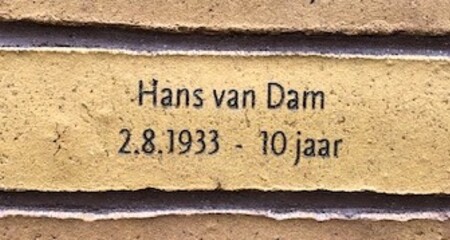 Hans van Dam
2.8.1933 - 10 jaar